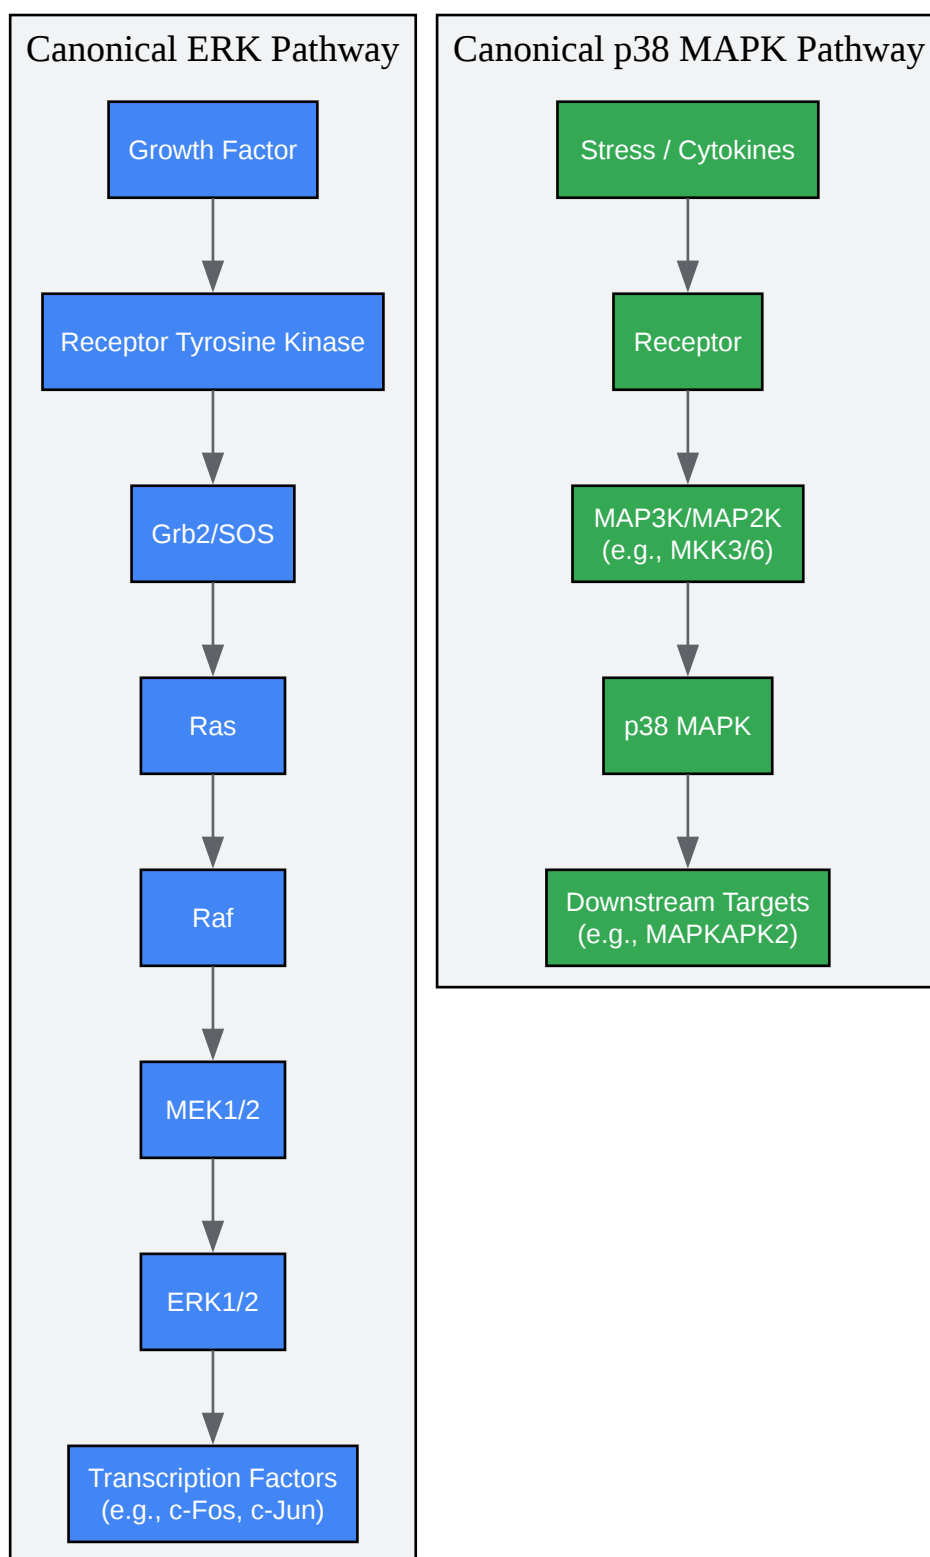 Canonical ERK Pathway
Growth Factor
Receptor Tyrosine Kinase
Grb2/SOS
Ras
Raf
MEK1/2
ERK1/2
Transcription Factors
(e.g., c-Fos, c-Jun)
Canonical p38 MAPK Pathway
Stress / Cytokines
Receptor
MAP3K/MAP2K
(e.g., MKK3/6)
p38 MAPK
Downstream Targets
(e.g., MAPKAPK2)